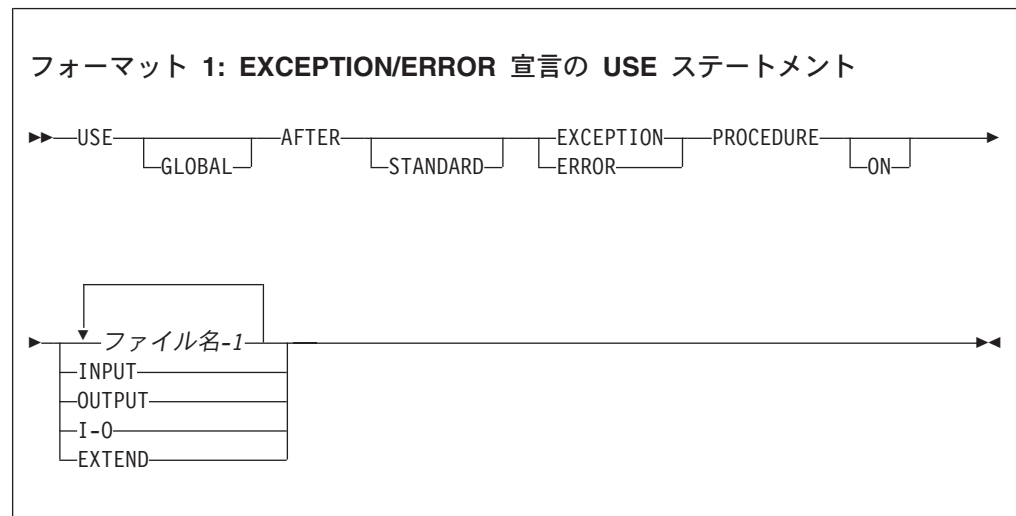 フォーマット 1: EXCEPTION/ERROR 宣言の USE ステートメント
USE AFTER EXCEPTION PROCEDURE
GLOBAL STANDARD ERROR ON
ファイル名-1
INPUT
OUTPUT
I-O
EXTEND